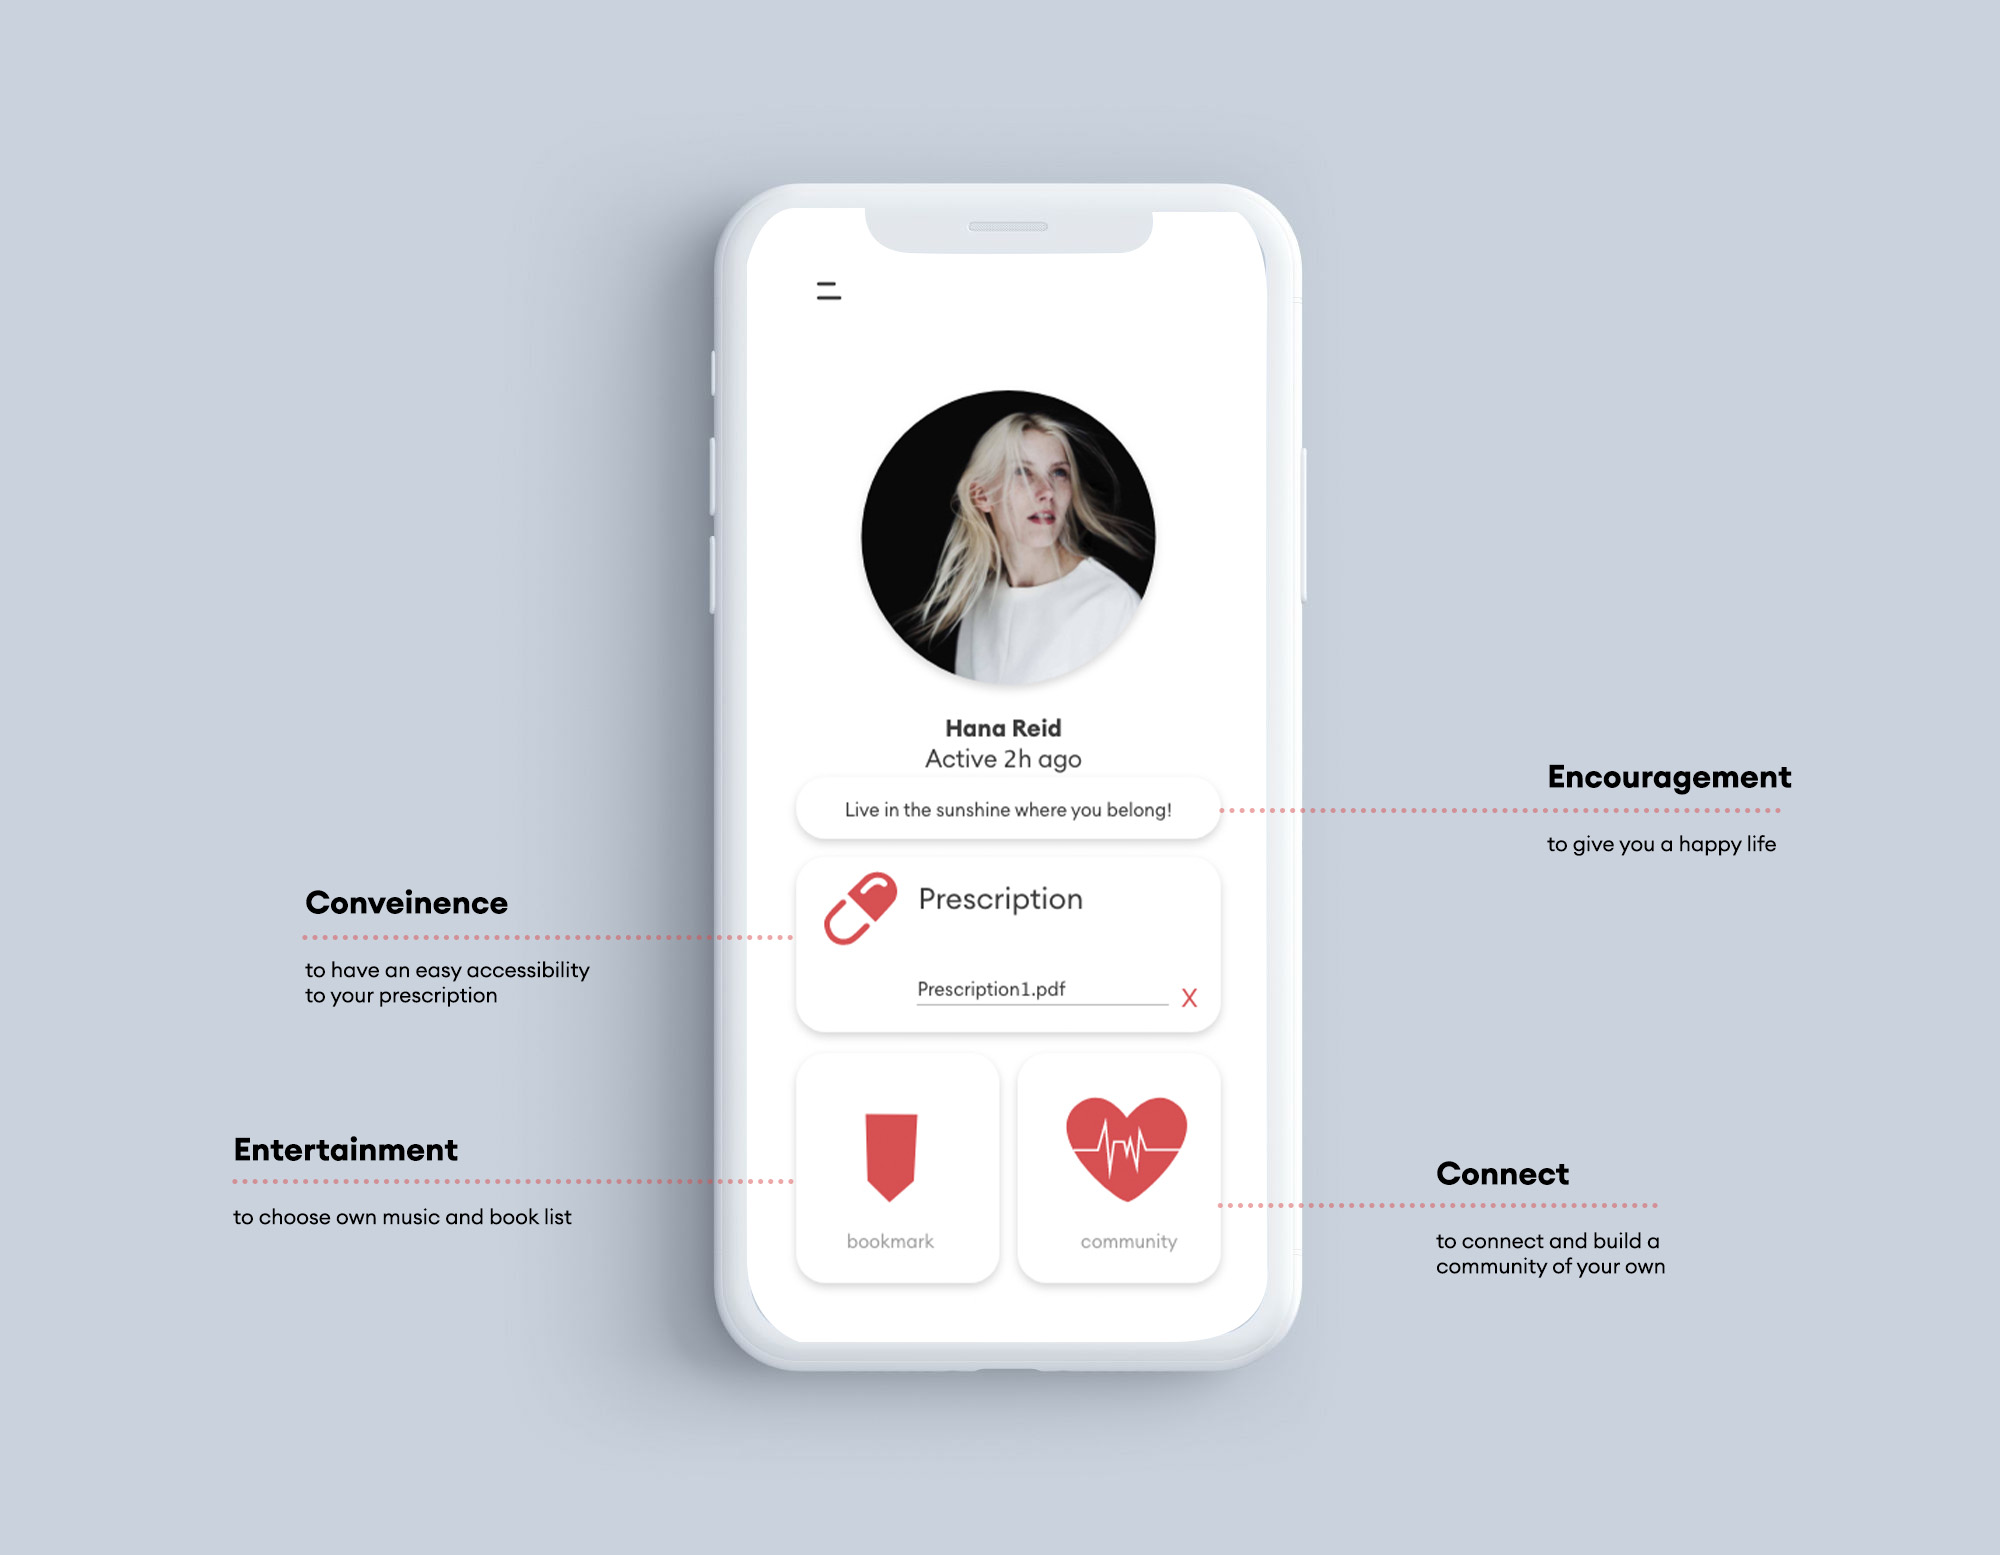 Hana Reid
Active 2h ago
Live in the sunshine where you belong!
Encouragement
to give you a happy life
Conveinence
to have an easy accessibility
to your prescription
Prescription
Prescription1.pdf
X
Entertainment
to choose own music and book list
bookmark
community
Connect
to connect and build a
community of your own